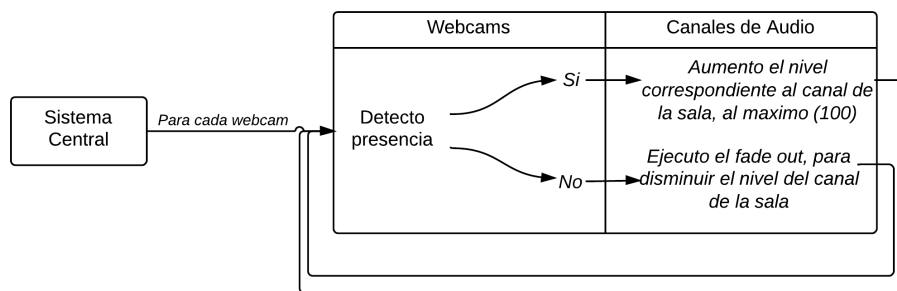 Webcams
Canales de Audio
Sistema
Central
Para cada webcam
Detecto
presencia
Si
Aumento el nivel
correspondiente al canal de
la sala, al maximo (100)
No
Ejecuto el fade out, para
disminuir el nivel del canal
de la sala